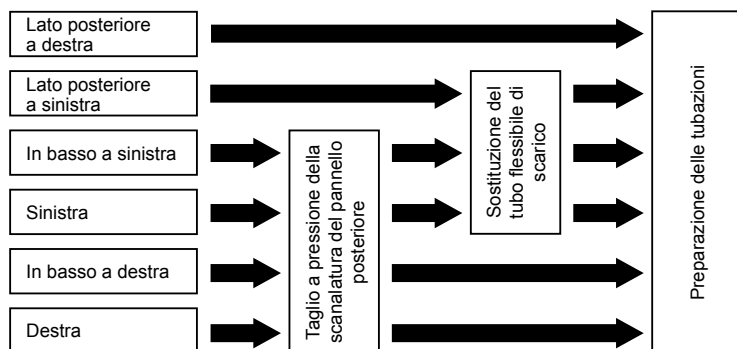 Lato posteriore
a destra
Lato posteriore
a sinistra
In basso a sinistra
Sinistra
In basso a destra
Destra
Taglio a pressione della
scanalatura del pannello
posteriore
Sostituzione del
tubo flessibile di
scarico
Preparazione delle tubazioni